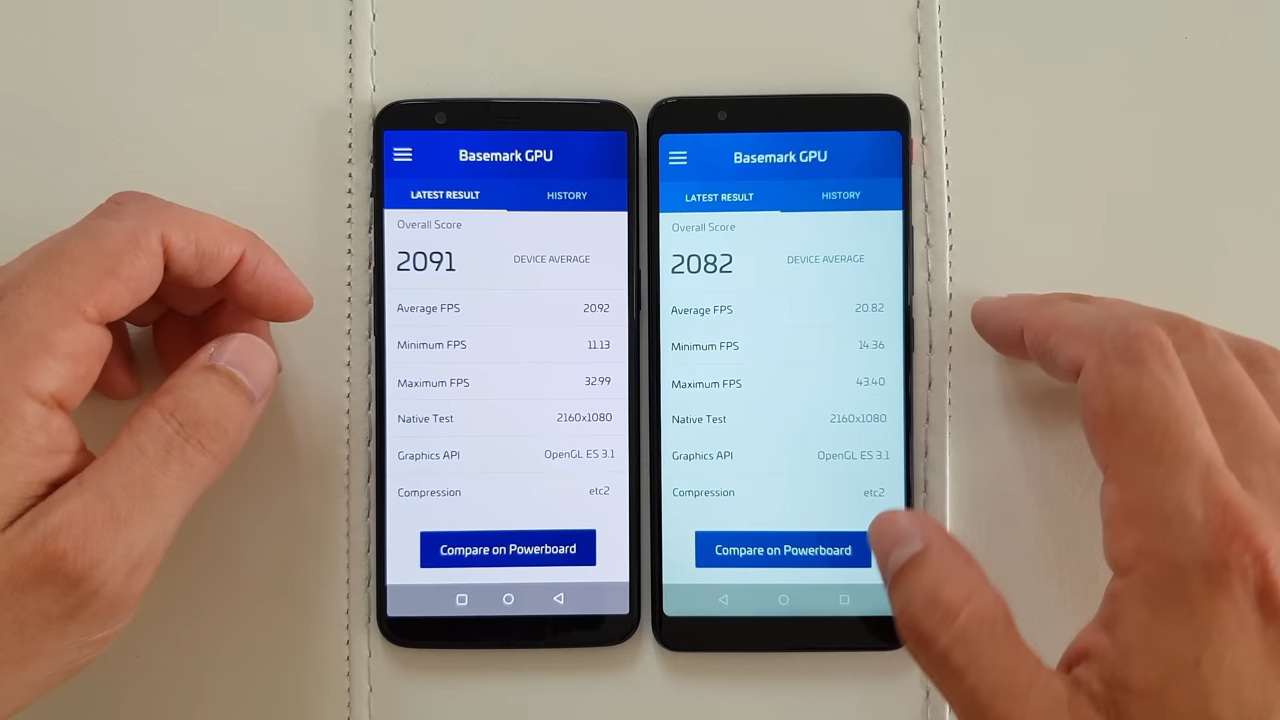 Basemark GPU
LATEST RESULT HISTORY
Overall Score
2091 DEVICE AVERAGE
Average FPS 20.92
Minimum FPS 11.13
Maximum FPS 32.99
Native Test 2160x1080
Graphics API OpenGL ES 3.1
Compression etc2
Compare on Powerboard
Basemark GPU
LATEST RESULT HISTORY
Overall Score
2082 DEVICE AVERAGE
Average FPS 20.82
Minimum FPS 14.36
Maximum FPS 43.40
Native Test 2160x1080
Graphics API OpenGL ES 3.1
Compression etc2
Compare on Powerboard